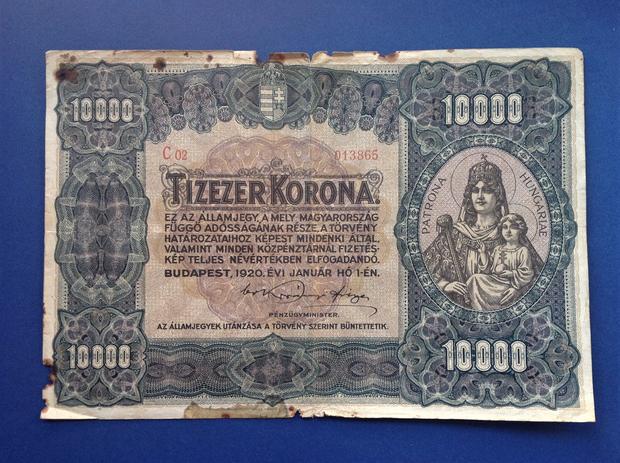 10000
10000
C 02
013865
TIZEZER KORONA.
EZ AZ ÁLLAMJEGY, A MELY MAGYARORSZÁG
FÜGGŐ ADÓSSÁGÁNAK RÉSZE, A TÖRVÉNY
HATÁROZATAIHOZ KÉPEST MINDENKI ÁLTAL,
VALAMINT MINDEN KÖZPÉNZTÁRNÁL FIZETÉS-
KÉP TELJES NÉVÉRTÉKBEN ELFOGADANDÓ.
BUDAPEST, 1920. ÉVI JANUÁR HÓ 1-ÉN.
PÉNZÜGYMINISTER.
AZ ÁLLAMJEGYEK UTÁNZÁSA A TÖRVÉNY SZERINT BÜNTETTETIK.
PATRONA HUNGARIAE
10000
10000